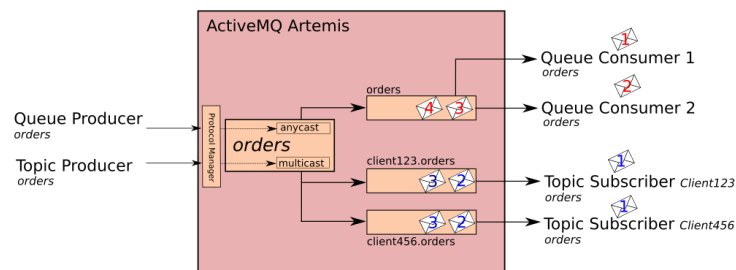 ActiveMQ Artemis
1
Queue Consumer 1
orders
2
orders
4 3
Queue Consumer 2
orders
Queue Producer
orders
Protocol Manager
anycast
orders
multicast
Topic Producer
orders
client123.orders
1
3 2
Topic Subscriber Client123
orders
1
3 2
Topic Subscriber Client456
orders
client456.orders